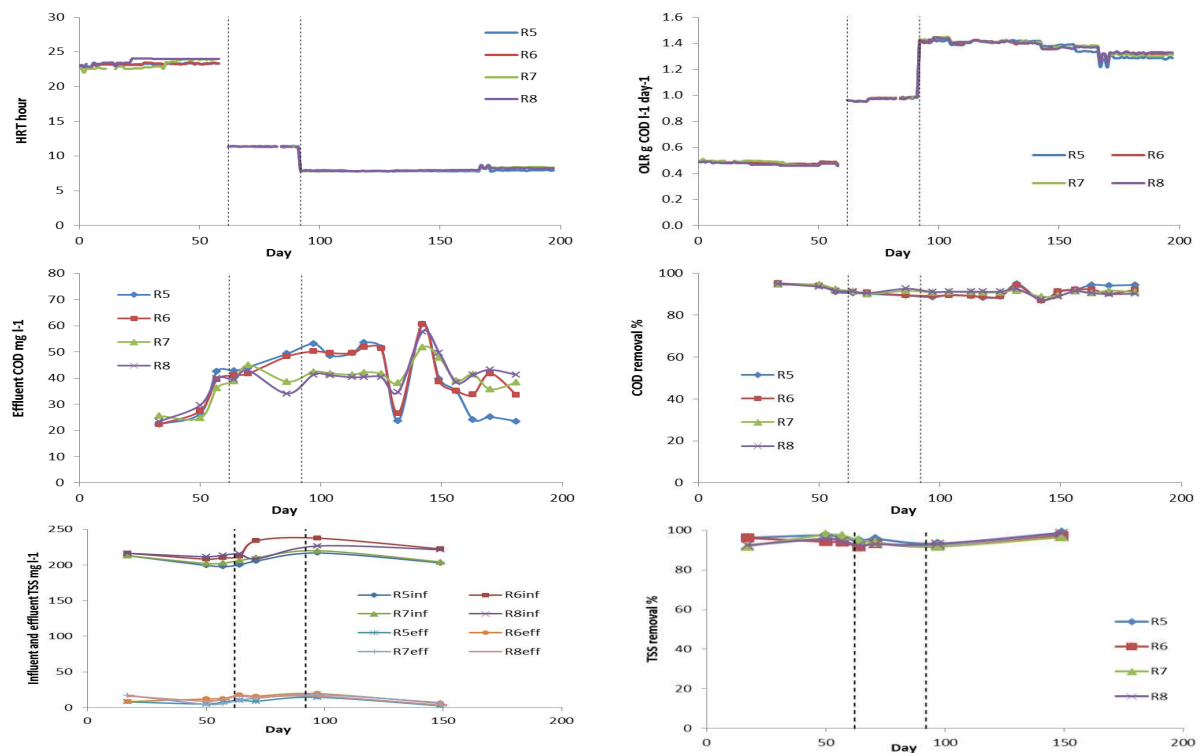 HRT hour
30
25
20
15
10
5
0
0 50 100 150 200
Day
R5
R6
R7
R8
OLR g COD l-1 day-1
1.6
1.4
1.2
1.0
0.8
0.6
0.4
0.2
0.0
0 50 100 150 200
Day
R5 R6
R7 R8
Effluent COD mg l-1
80
70
60
50
40
30
20
10
0
0 50 100 150 200
Day
R5
R6
R7
R8
COD removal %
100
80
60
40
20
0
0 50 100 150 200
Day
R5
R6
R7
R8
Influent and effluent TSS mg l-1
250
200
150
100
50
0
0 50 100 150 200
Day
R5inf R6inf
R7inf R8inf
R5eff R6eff
R7eff R8eff
TSS removal %
100
80
60
40
20
0
0 50 100 150 200
Day
R5
R6
R7
R8